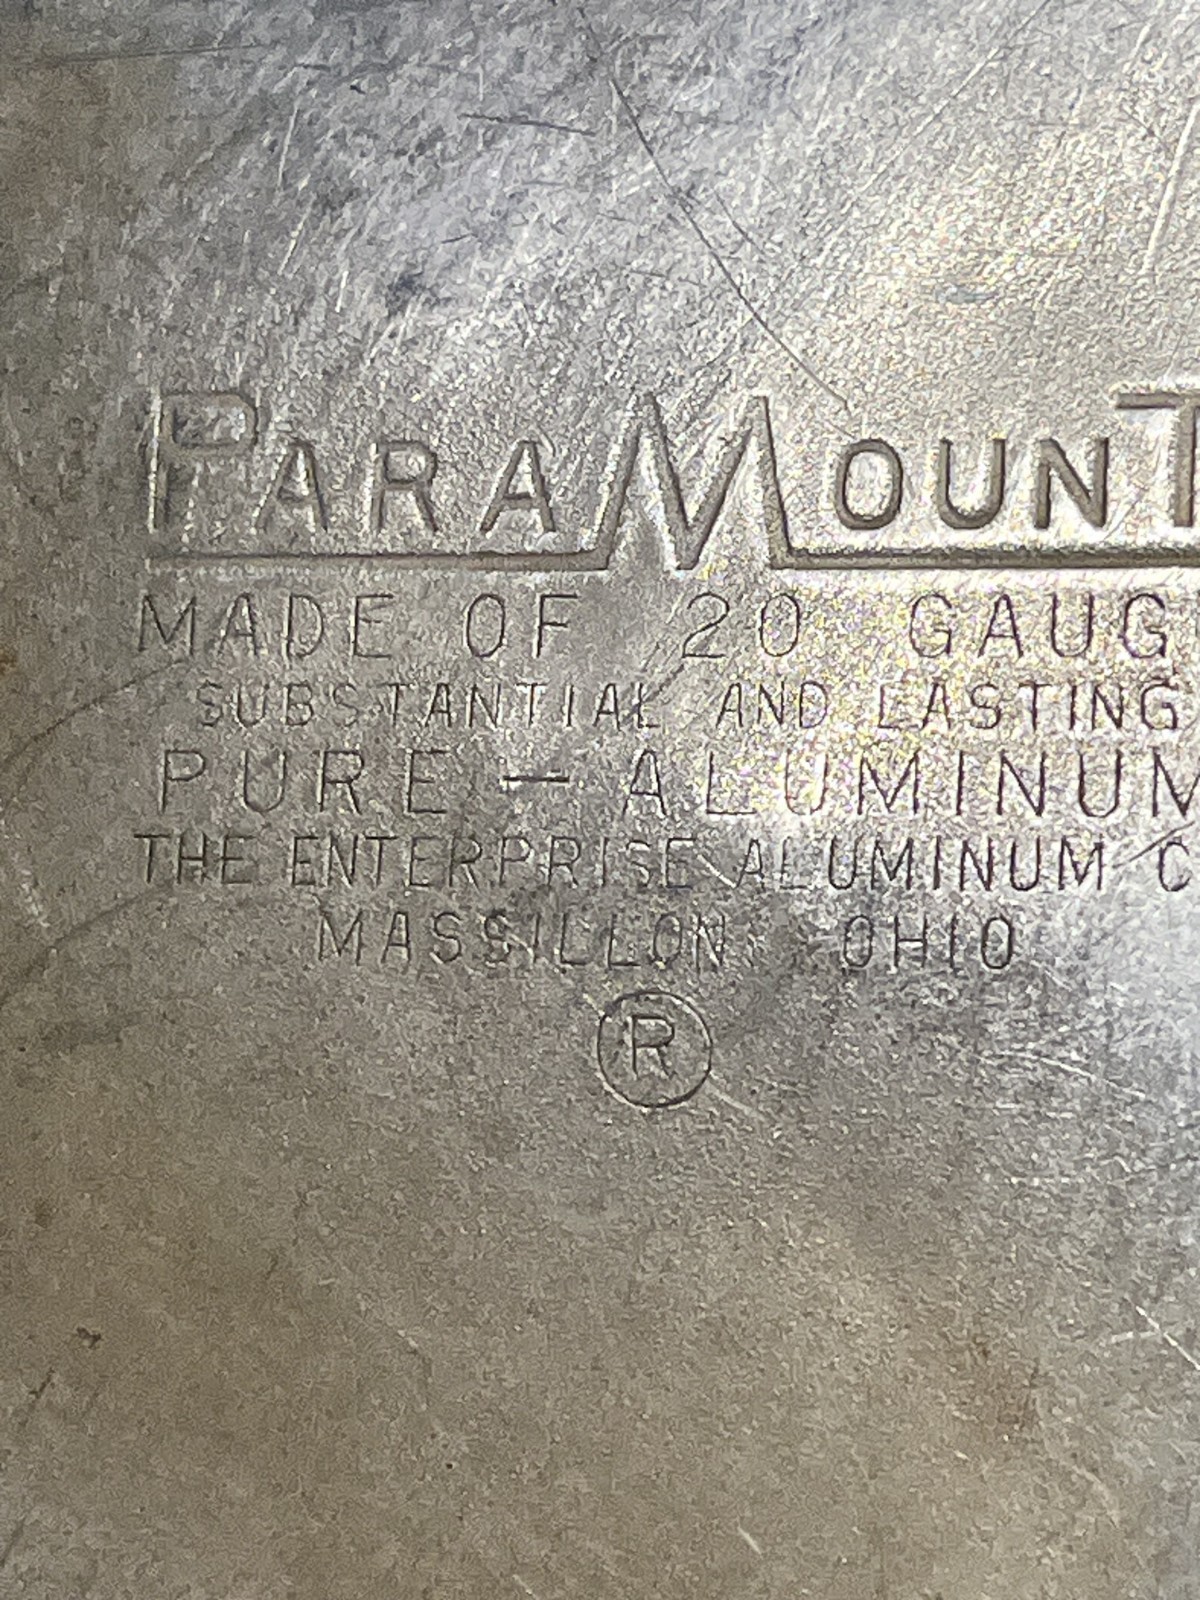 PARAMOUNT
MADE OF 20 GAUG
SUBSTANTIAL AND LASTING
PURE — ALUMINUM
THE ENTERPRISE ALUMINUM C
MASSILLON OHIO
®